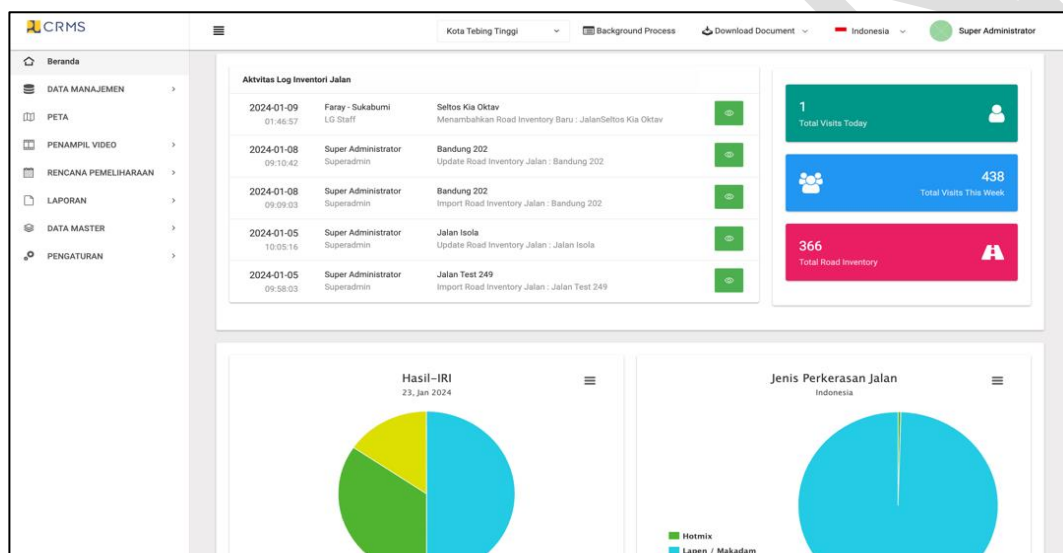 CRMS
Kota Tebing Tinggi
Background Process
Download Document
Indonesia
Super Administrator
Beranda
DATA MANAJEMEN
PETA
PENAMPIL VIDEO
RENCANA PEMELIHARAAN
LAPORAN
DATA MASTER
PENGATURAN
Aktvitas Log Inventori Jalan
2024-01-09 Faray - Sukabumi Seltos Kia Oktav
01:46:57 LG Staff Menambahkan Road Inventory Baru : JalanSeltos Kia Oktav
2024-01-08 Super Administrator Bandung 202
09:10:42 Superadmin Update Road Inventory Jalan : Bandung 202
2024-01-08 Super Administrator Bandung 202
09:09:03 Superadmin Import Road Inventory Jalan : Bandung 202
2024-01-05 Super Administrator Jalan Isola
10:05:16 Superadmin Update Road Inventory Jalan : Jalan Isola
2024-01-05 Super Administrator Jalan Test 249
09:58:03 Superadmin Import Road Inventory Jalan : Jalan Test 249
1
Total Visits Today
438
Total Visits This Week
366
Total Road Inventory
Hasil-IRI
23, Jan 2024
Jenis Perkerasan Jalan
Indonesia
Hotmix
Lapen / Makadam